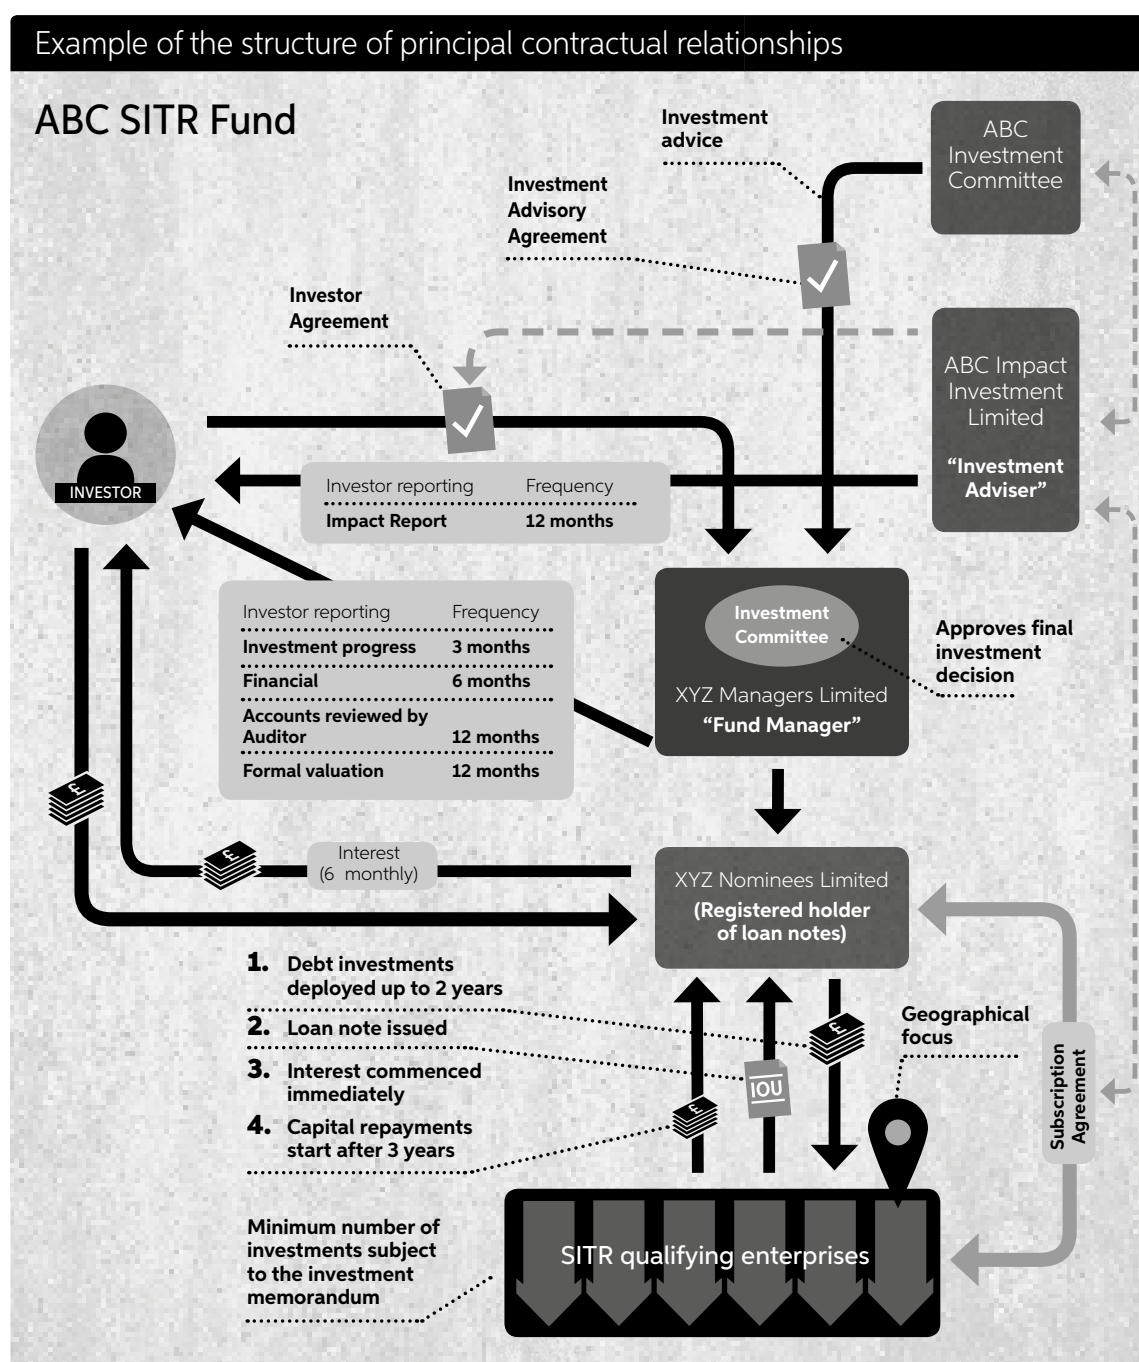 Example of the structure of principal contractual relationships
ABC SITR Fund
Investment
advice
ABC
Investment
Committee
Investment
Advisory
Agreement
Investor
Agreement
ABC Impact
Investment
Limited
“Investment
Adviser”
INVESTOR
Investor reporting Frequency
Impact Report 12 months
Investor reporting Frequency
Investment progress 3 months
Financial 6 months
Accounts reviewed by
Auditor 12 months
Formal valuation 12 months
Investment
Committee
XYZ Managers Limited
“Fund Manager”
Approves final
investment
decision
£
£
Interest
(6 monthly)
XYZ Nominees Limited
(Registered holder
of loan notes)
1. Debt investments
deployed up to 2 years
2. Loan note issued
3. Interest commenced
immediately
4. Capital repayments
start after 3 years
£
IOU
£
Geographical
focus
Subscription
Agreement
Minimum number of
investments subject
to the investment
memorandum
SITR qualifying enterprises